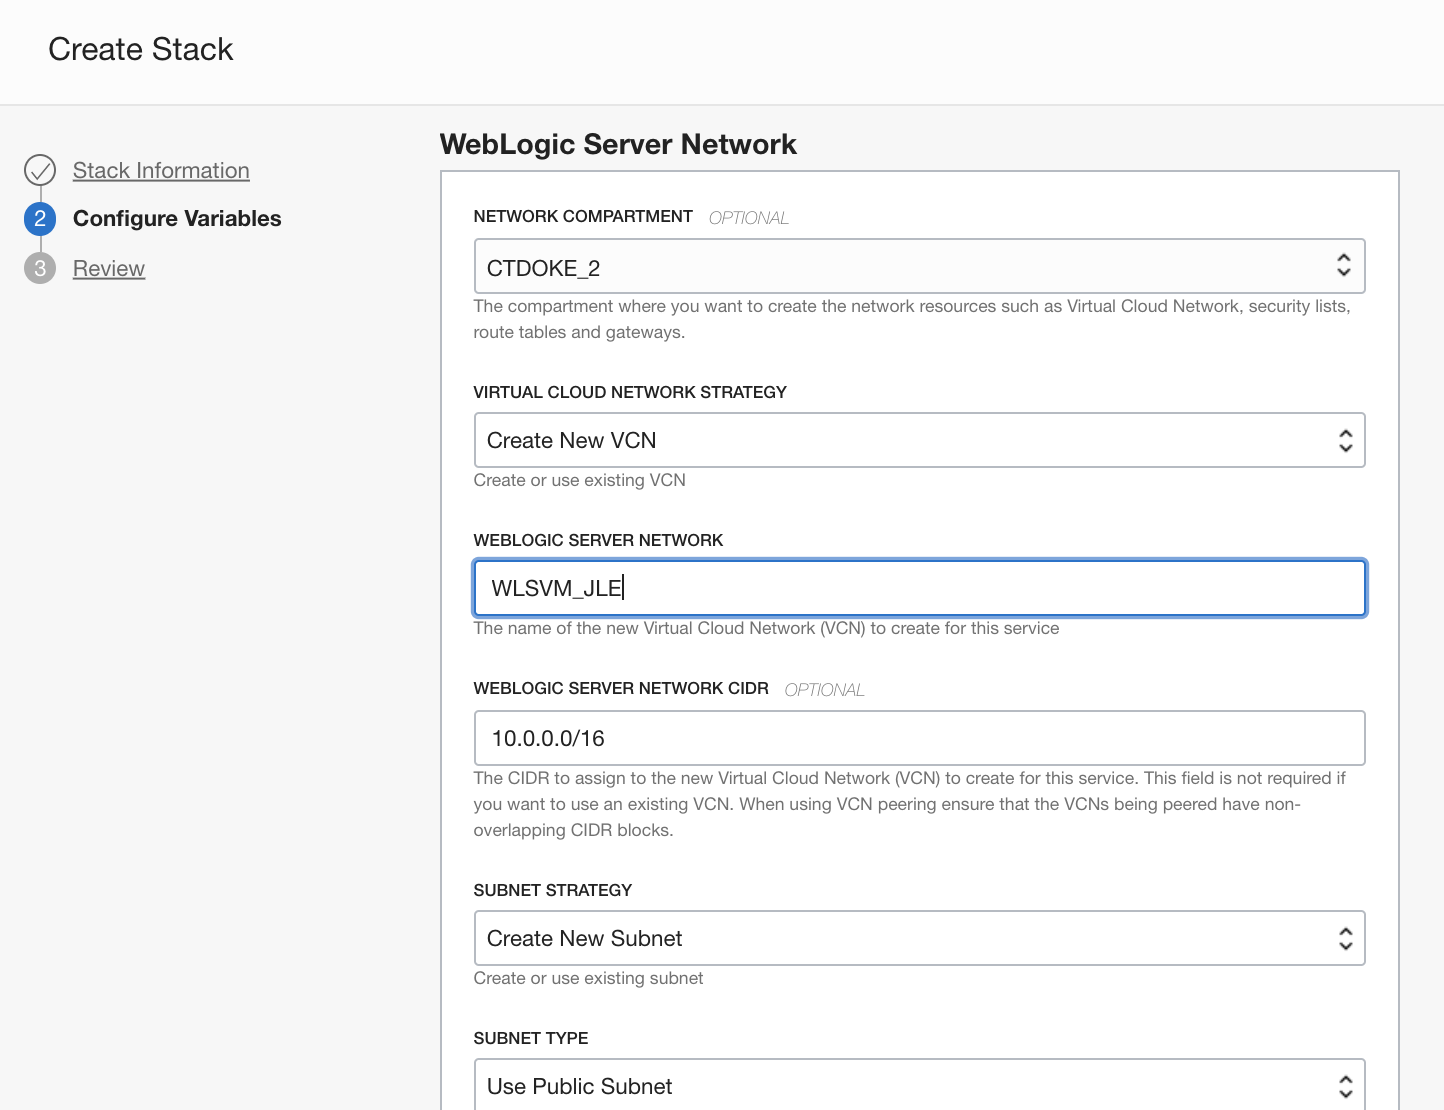 Create Stack
Stack Information
2 Configure Variables
3 Review
WebLogic Server Network
NETWORK COMPARTMENT OPTIONAL
CTDOKE_2
The compartment where you want to create the network resources such as Virtual Cloud Network, security lists,
route tables and gateways.
VIRTUAL CLOUD NETWORK STRATEGY
Create New VCN
Create or use existing VCN
WEBLOGIC SERVER NETWORK
WLSVM_JLE
The name of the new Virtual Cloud Network (VCN) to create for this service
WEBLOGIC SERVER NETWORK CIDR OPTIONAL
10.0.0.0/16
The CIDR to assign to the new Virtual Cloud Network (VCN) to create for this service. This field is not required if
you want to use an existing VCN. When using VCN peering ensure that the VCNs being peered have non-
overlapping CIDR blocks.
SUBNET STRATEGY
Create New Subnet
Create or use existing subnet
SUBNET TYPE
Use Public Subnet